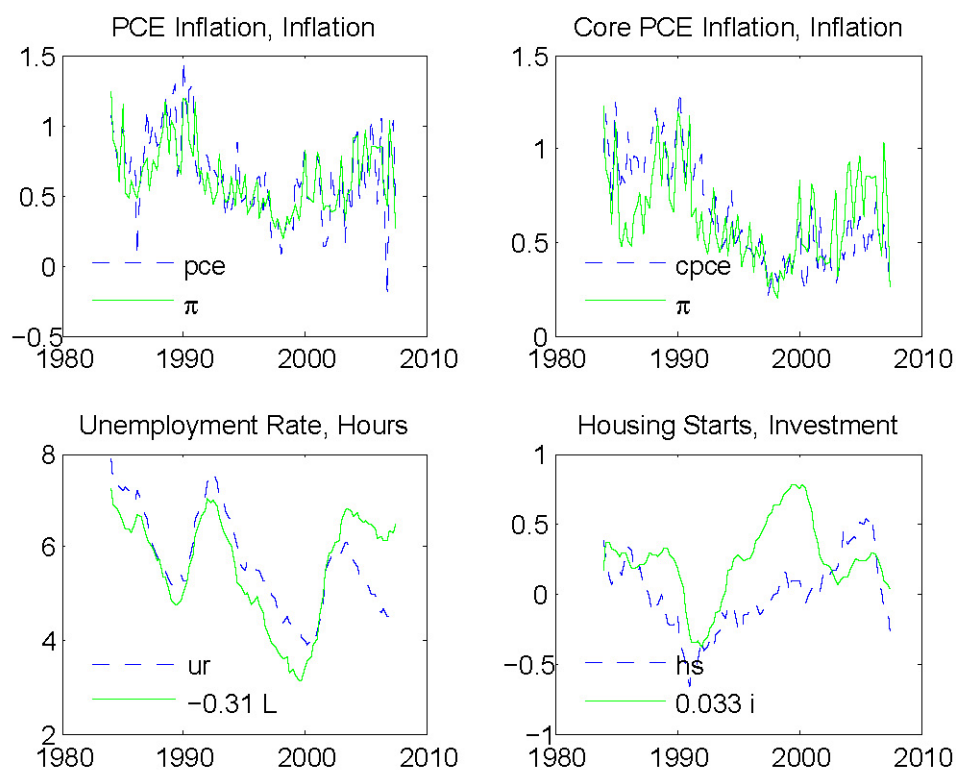 PCE Inflation, Inflation
1.5
1
0.5
0
−0.5
pce
π
1980
1990
2000
2010
Core PCE Inflation, Inflation
1.5
1
0.5
0
cpce
π
1980
1990
2000
2010
Unemployment Rate, Hours
8
6
4
2
ur
−0.31 L
1980
1990
2000
2010
Housing Starts, Investment
1
0.5
0
−0.5
−1
hs
0.033 i
1980
1990
2000
2010